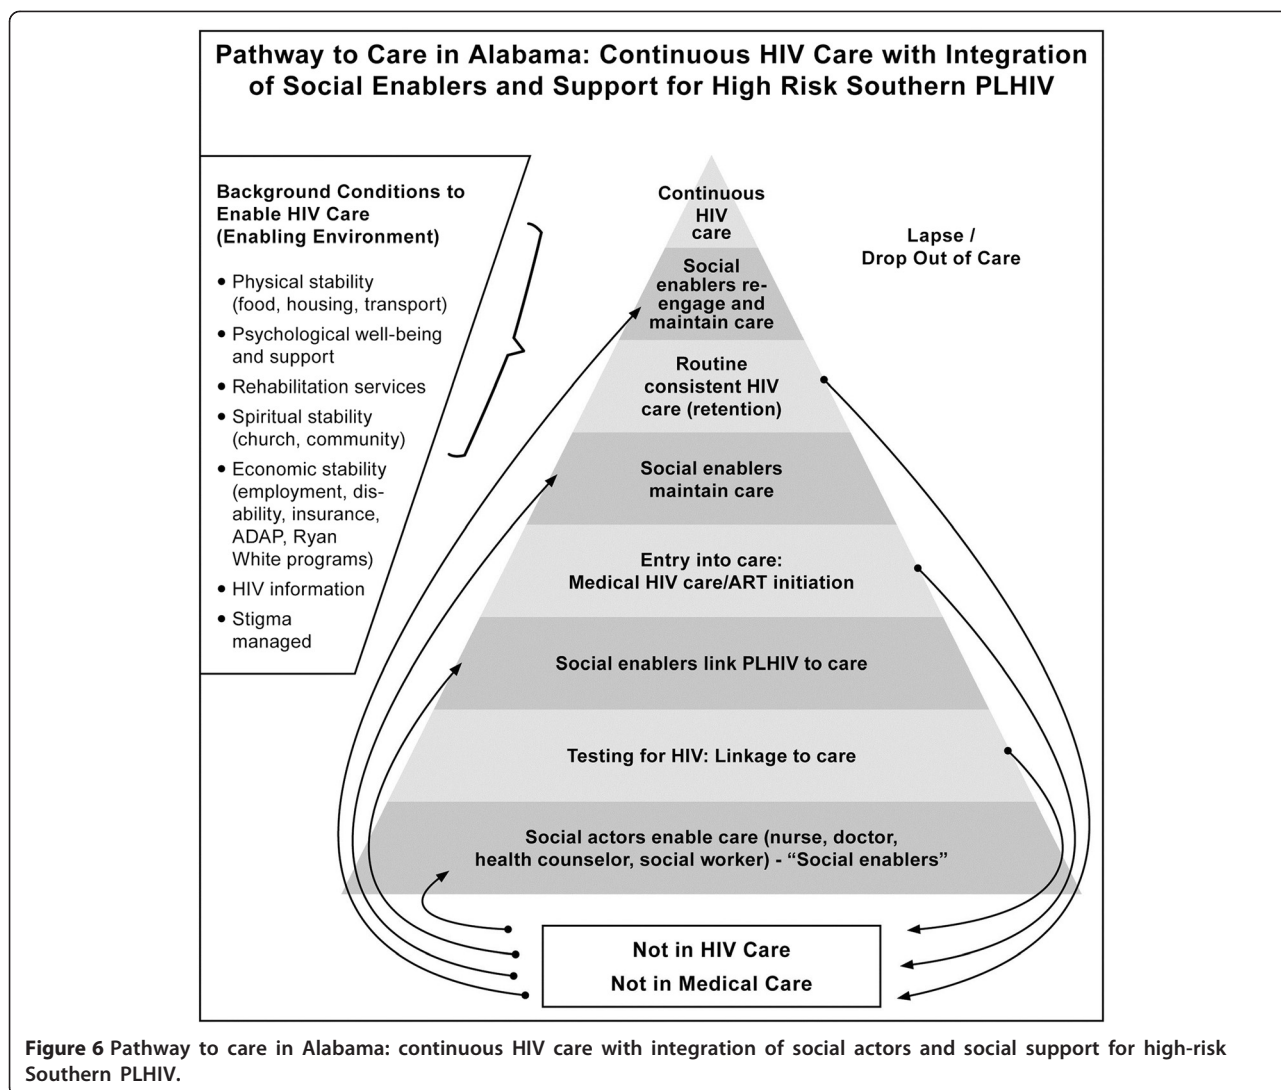 Pathway to Care in Alabama: Continuous HIV Care with Integration
of Social Enablers and Support for High Risk Southern PLHIV
Background Conditions to
Enable HIV Care
(Enabling Environment)
• Physical stability
(food, housing, transport)
• Psychological well-being
and support
• Rehabilitation services
• Spiritual stability
(church, community)
• Economic stability
(employment, dis-
ability, insurance,
ADAP, Ryan
White programs)
• HIV information
• Stigma
managed
Continuous
HIV
care
Social
enablers re-
engage and
maintain care
Routine
consistent HIV
care (retention)
Social enablers
maintain care
Entry into care:
Medical HIV care/ART initiation
Social enablers link PLHIV to care
Testing for HIV: Linkage to care
Social actors enable care (nurse, doctor,
health counselor, social worker) - “Social enablers”
Lapse /
Drop Out of Care
Not in HIV Care
Not in Medical Care
Figure 6 Pathway to care in Alabama: continuous HIV care with integration of social actors and social support for high-risk
Southern PLHIV.